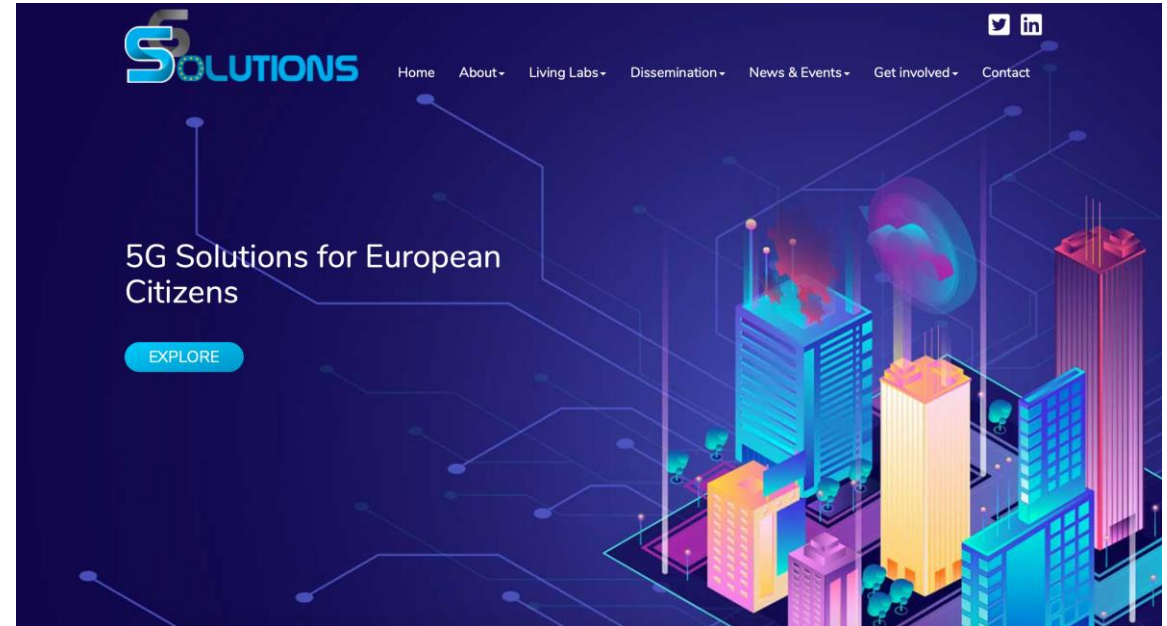 5G SOLUTIONS
Home About Living Labs Dissemination News & Events Get involved Contact
5G Solutions for European
Citizens
EXPLORE